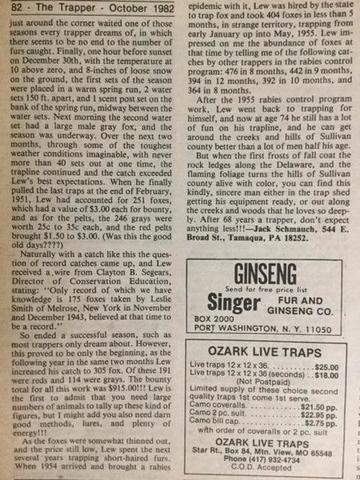 82 - The Trapper - October 1982
just around the corner waited one of those
seasons every trapper dreams of, in which
there seems to be no end to the number of
furs caught. Finally, one hour before sunset
on December 30th, with the temperature at
10 above zero, and 8-inches of loose snow
on the ground, the first sets of the season
were placed in a warm spring run, 2 water
sets 150 ft. apart, and 1 scent post set on the
bank of the spring run, midway between the
water sets. Next morning the second water
set had a large male gray fox, and the
season was underway. Over the next two
months, through some of the toughest
weather conditions imaginable, with never
more than 40 sets out at one time, the
trapline continued and the catch exceeded
Lew's best expectations. When he finally
pulled the last traps at the end of February,
1951, Lew had accounted for 251 foxes,
which had a value of $3.00 each for bounty,
and as for the pelts, the 246 grays were
worth 25c to 35c each, and the red pelts
brought $1.50 to $3.00. (Was this the good
old days????)
Naturally with a catch like this the question
of record catches came up, and Lew
received a wire from Clayton B. Segears,
Director of Conservation Education,
stating: "Only record of which we have
knowledge is 175 foxes taken by Leslie
Smith of Melrose, New York in November
and December 1943, believed at that time to
be a record."
So ended a successful season, such as
most trappers only dream about. However,
this proved to be only the beginning, as the
following year in the same two months Lew
increased his catch to 305 fox. Of these 191
were reds and 114 were grays. The bounty
total for all this work was $915.00!!! Lew is
the first to admit that you need large
numbers of animals to tally up these kind of
figures, but I might add you also need darn
good methods, lures, and plenty of
energy!!!
As the foxes were somewhat thinned out,
and the price still low, Lew spent the next
several years trapping short-haired furs.
When 1954 arrived and brought a rabies
epidemic with it, Lew was hired by the state
to trap fox and took 404 foxes in less than 5
months, in strange territory, trapping from
early January up into May, 1955. Lew
impressed on me the abundance of foxes at
that time by telling me of the following
catches by other trappers in the rabies control
program: 476 in 8 months, 442 in 9 months,
394 in 12 months, 392 in 10 months, and
364 in 8 months.
After the 1955 rabies control program
work, Lew went back to trapping for
himself, and now at age 74 he still has a lot
of fun on his trapline, and he can get
around the creeks and hills of Sullivan
county better than a lot of men half his age.
But when the first frosts of fall coat the
rock ledges along the Delaware, and the
flaming foliage turns the hills of Sullivan
county alive with color, you can find this
kindly, sincere man either in the trap shed
getting his equipment ready, or out along
the creeks and woods that he loves so deeply.
After 68 years a trapper, don't expect
anything less!!!—Jack Schmauch, 544 E.
Broad St., Tamaqua, PA 18252.
GINSENG
Send for free price list
Singer FUR AND
GINSENG CO.
BOX 2000
PORT WASHINGTON, N. Y. 11050
OZARK LIVE TRAPS
Live traps 12 x 12 x 36 $25.00
Live traps 12 x 12 x 36 (seconds) $18.00
(Not Postpaid)
Limited supply of these choice second
quality traps 1st come 1st serve.
Camo coveralls $21.50 pp.
Camo 2 pc. suit $22.95 pp.
Camo bill cap $2.75 pp.
with order of coveralls or 2 pc. suit
OZARK LIVE TRAPS
Star Rt., Box 84, Mtn. View, MO 65548
Phone (417) 932-4734
C.O.D. Accepted